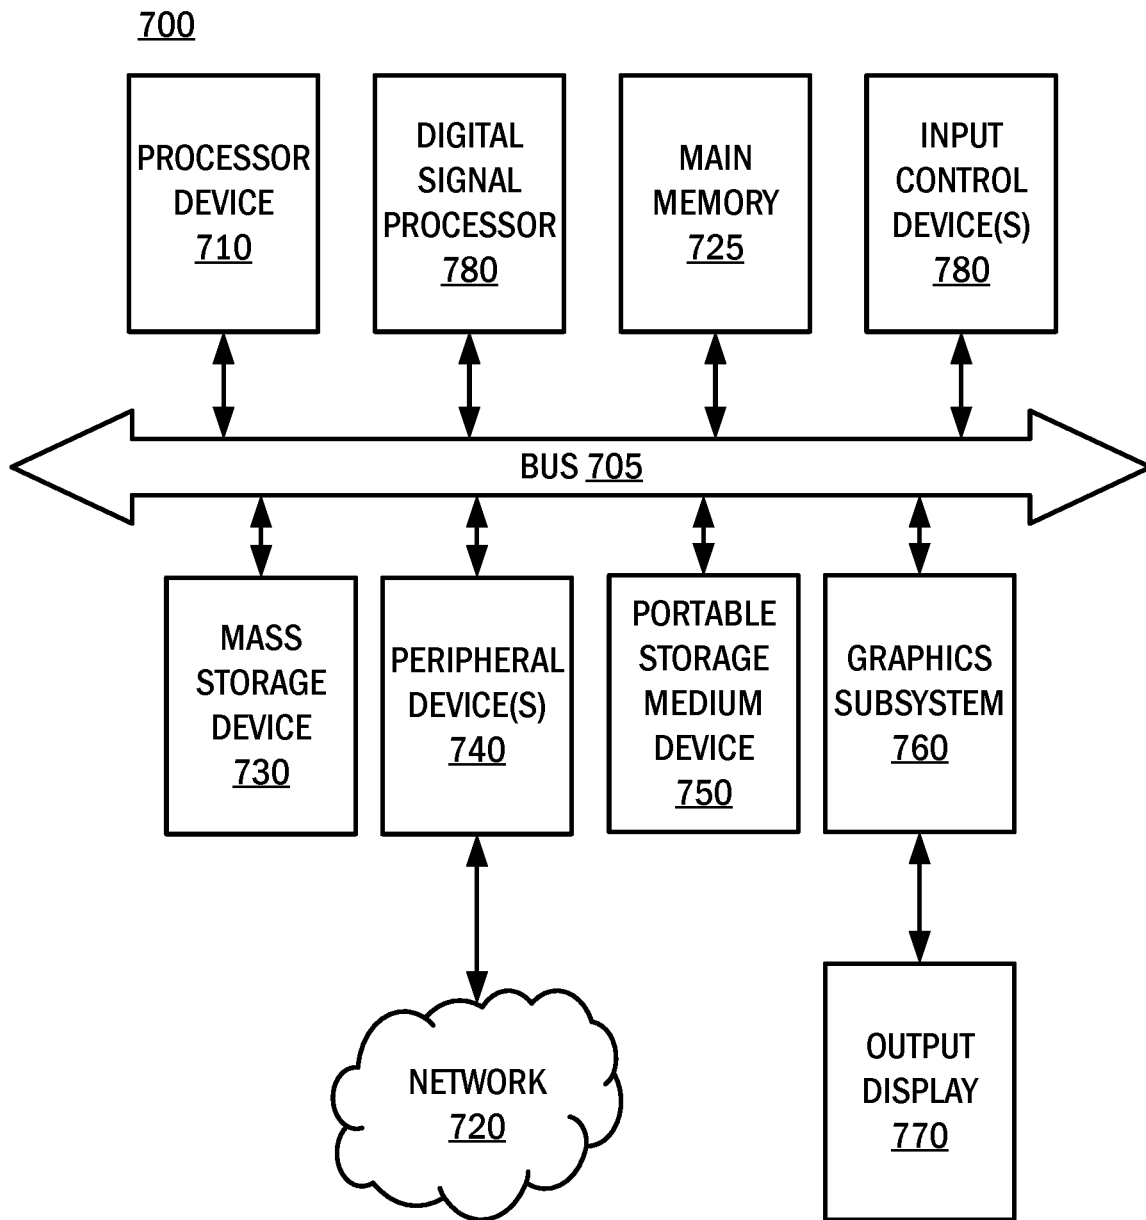 700
PROCESSOR
DEVICE
710
DIGITAL
SIGNAL
PROCESSOR
780
MAIN
MEMORY
725
INPUT
CONTROL
DEVICE(S)
780
BUS 705
MASS
STORAGE
DEVICE
730
PERIPHERAL
DEVICE(S)
740
PORTABLE
STORAGE
MEDIUM
DEVICE
750
GRAPHICS
SUBSYSTEM
760
NETWORK
720
OUTPUT
DISPLAY
770